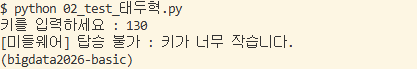 $ python 02_test_태두혁.py
키를 입력하세요 : 130
[미들웨어] 탑승 불가 : 키가 너무 작습니다.
(bigdata2026-basic)